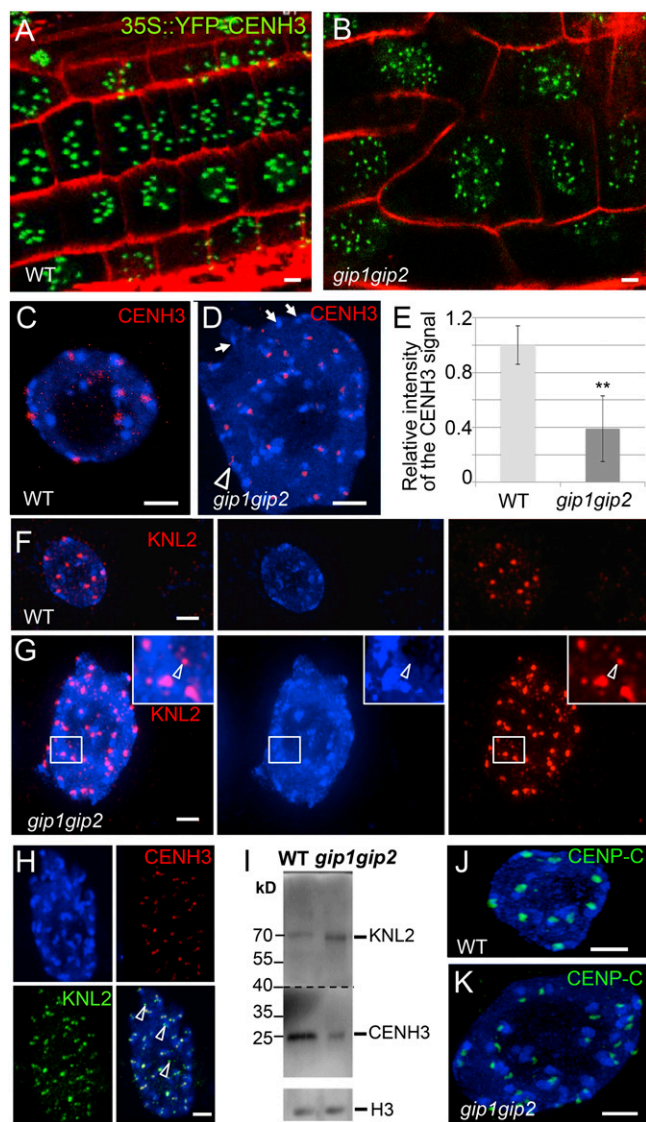 A
35S::YFP-CENH3
WT
B
gip1gip2
C
CENH3
WT
D
CENH3
gip1gip2
E
Relative intensity
of the CENH3 signal
1.2
0.8
0.4
0
**
WT
gip1gip2
F
KNL2
WT
G
KNL2
gip1gip2
H
CENH3
KNL2
I
WT gip1gip2
kD
70
55
40
35
25
KNL2
CENH3
H3
J
CENP-C
WT
K
CENP-C
gip1gip2